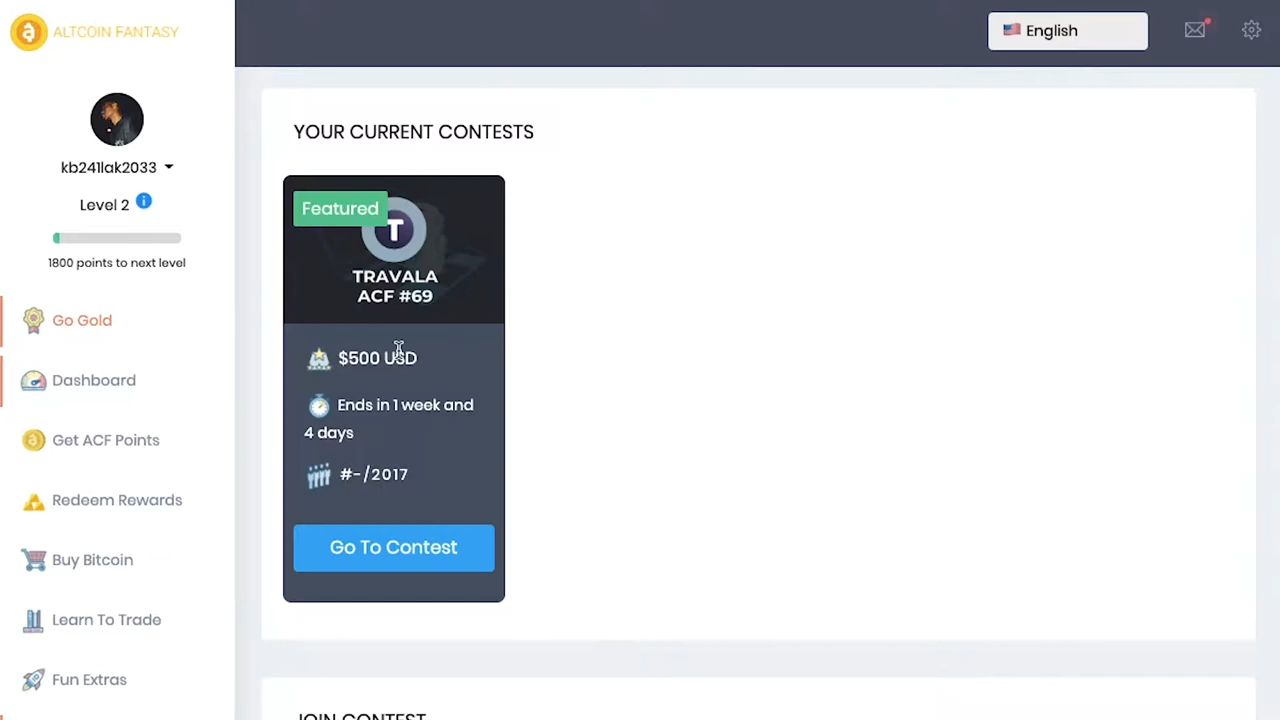 ALTCOIN FANTASY
English
kb241lak2033
Level 2
1800 points to next level
Go Gold
Dashboard
Get ACF Points
Redeem Rewards
Buy Bitcoin
Learn To Trade
Fun Extras
YOUR CURRENT CONTESTS
Featured
T
TRAVALA
ACF #69
$500 USD
Ends in 1 week and
4 days
#-/2017
Go To Contest
JOIN CONTEST